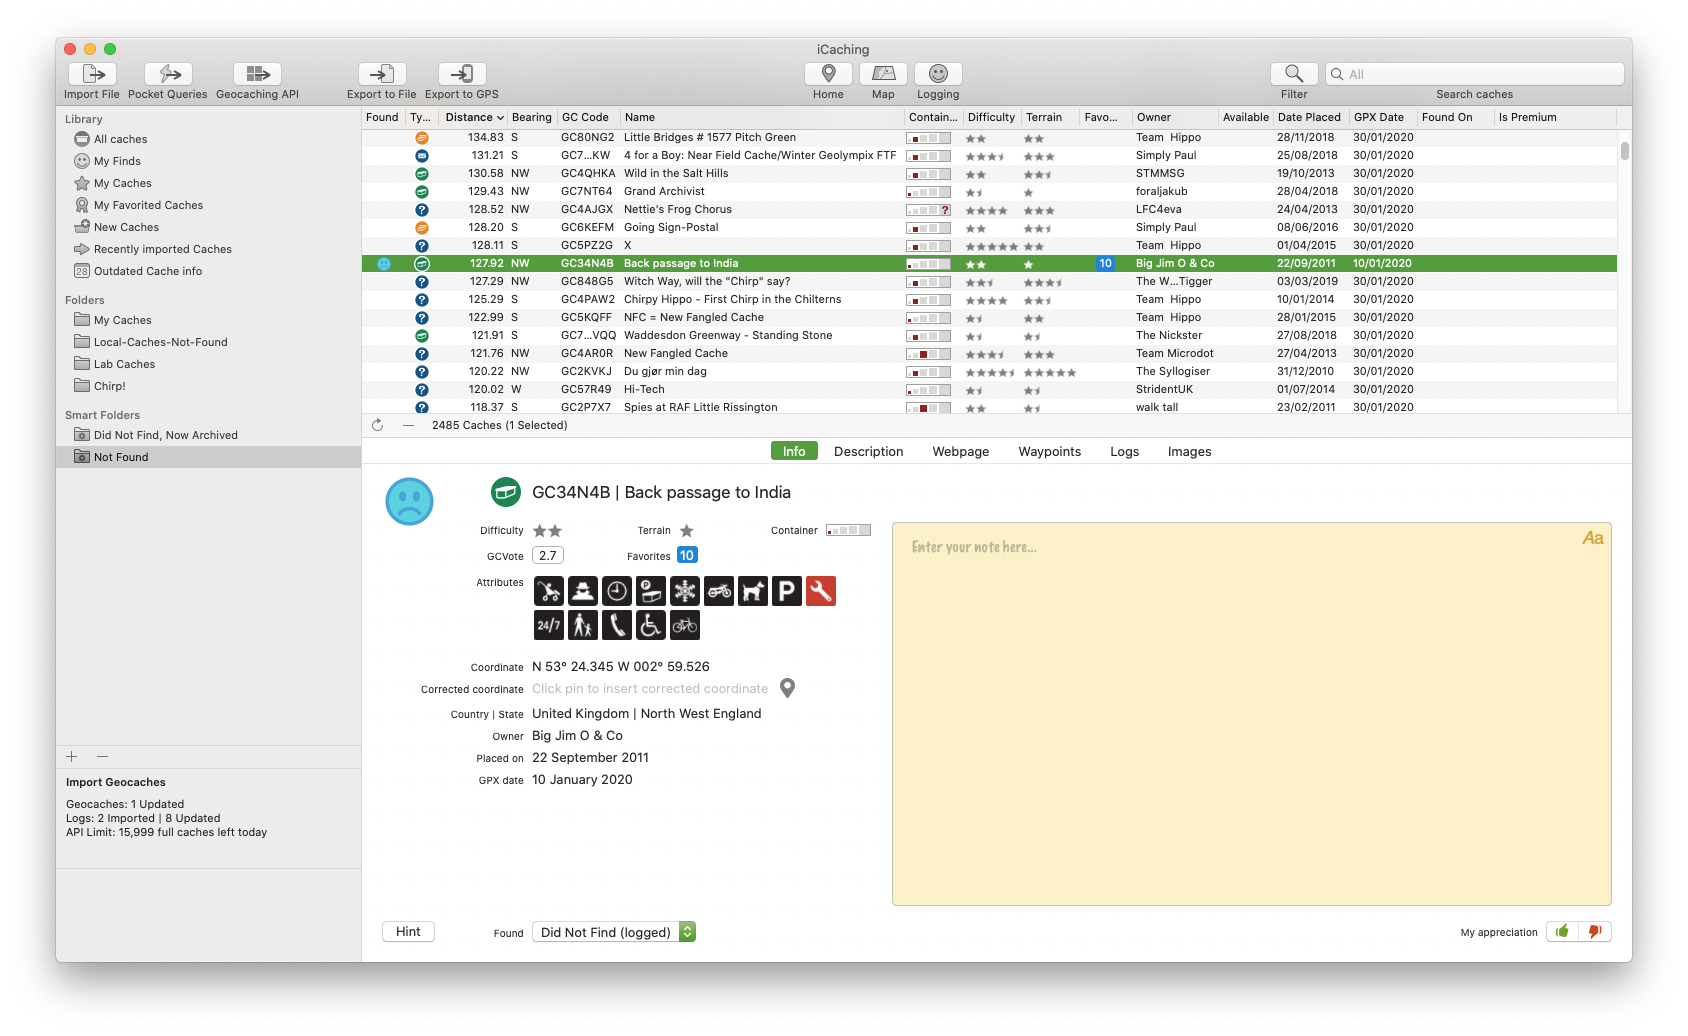 iCaching
Import File Pocket Queries Geocaching API Export to File Export to GPS Home Map Logging Filter Search caches
All
Library
All caches
My Finds
My Caches
My Favorited Caches
New Caches
Recently imported Caches
28 Outdated Cache info
Folders
My Caches
Local-Caches-Not-Found
Lab Caches
Chirp!
Smart Folders
Did Not Find, Now Archived
Not Found
Import Geocaches
Geocaches: 1 Updated
Logs: 2 Imported | 8 Updated
API Limit: 15,999 full caches left today
Found Ty... Distance Bearing GC Code Name Contain... Difficulty Terrain Favo... Owner Available Date Placed GPX Date Found On Is Premium
134.83 S GC80NG2 Little Bridges # 1577 Pitch Green Team Hippo 28/11/2018 30/01/2020
131.21 S GC7...KW 4 for a Boy: Near Field Cache/Winter Geolympix FTF Simply Paul 25/08/2018 30/01/2020
130.58 NW GC4QHKA Wild in the Salt Hills STMMSG 19/10/2013 30/01/2020
129.43 NW GC7NT64 Grand Archivist foraljakub 28/04/2018 30/01/2020
? 128.52 NW GC4AJGX Nettie's Frog Chorus ? LFC4eva 24/04/2013 30/01/2020
128.20 S GC6KEFM Going Sign-Postal Simply Paul 08/06/2016 30/01/2020
? 128.11 S GC5PZ2G X Team Hippo 01/04/2015 30/01/2020
127.92 NW GC34N4B Back passage to India 10 Big Jim O & Co 22/09/2011 10/01/2020
? 127.29 NW GC848G5 Witch Way, will the "Chirp" say? The W...Tigger 03/03/2019 30/01/2020
? 125.29 S GC4PAW2 Chirpy Hippo - First Chirp in the Chilterns Team Hippo 10/01/2014 30/01/2020
? 122.99 S GC5KQFF NFC = New Fangled Cache Team Hippo 28/01/2015 30/01/2020
121.91 S GC7...VQQ Waddesdon Greenway - Standing Stone The Nickster 27/08/2018 30/01/2020
? 121.76 NW GC4AR0R New Fangled Cache Team Microdot 27/04/2013 30/01/2020
? 120.22 NW GC2KVKJ Du gjør min dag The Syllogiser 31/12/2010 30/01/2020
? 120.02 W GC57R49 Hi-Tech StridentUK 01/07/2014 30/01/2020
? 118.37 S GC2P7X7 Spies at RAF Little Rissington walk tall 23/02/2011 30/01/2020
2485 Caches (1 Selected)
Info Description Webpage Waypoints Logs Images
GC34N4B | Back passage to India
Difficulty Terrain Container
GCVote 2.7 Favorites 10
Attributes
P P
24/7
Coordinate N 53° 24.345 W 002° 59.526
Corrected coordinate Click pin to insert corrected coordinate
Country | State United Kingdom | North West England
Owner Big Jim O & Co
Placed on 22 September 2011
GPX date 10 January 2020
Enter your note here...
Aa
Hint Found Did Not Find (logged) My appreciation